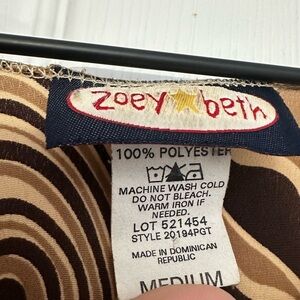 zoey beth
100% POLYESTER
MACHINE WASH COLD
DO NOT BLEACH.
WARM IRON IF
NEEDED.
LOT 521454
STYLE 20194PGT
MADE IN DOMINICAN
REPUBLIC
MEDIUM